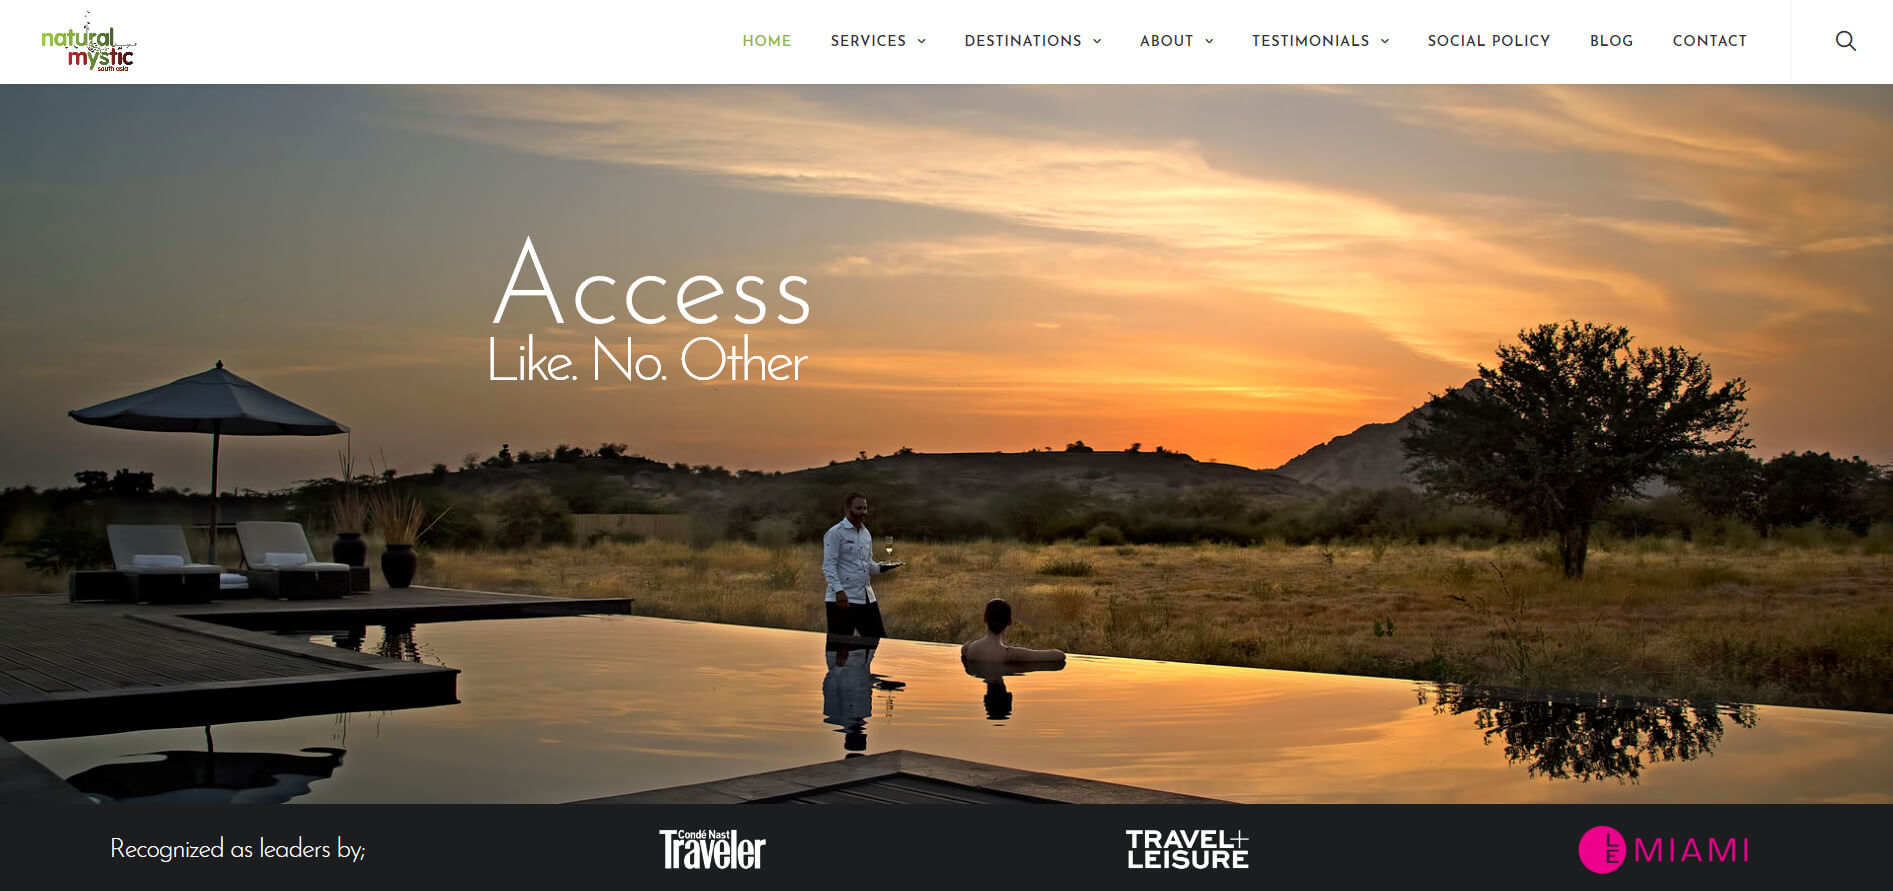 natural
mystic
south asia
HOME
SERVICES
DESTINATIONS
ABOUT
TESTIMONIALS
SOCIAL POLICY
BLOG
CONTACT
Access
Like. No. Other
Recognized as leaders by;
Condé Nast
Traveler
TRAVEL+
LEISURE
LE
MIAMI